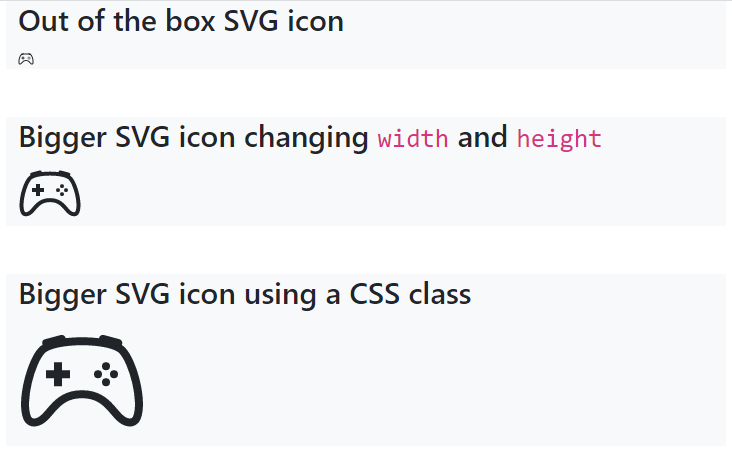 Out of the box SVG icon
Bigger SVG icon changing width and height
Bigger SVG icon using a CSS class